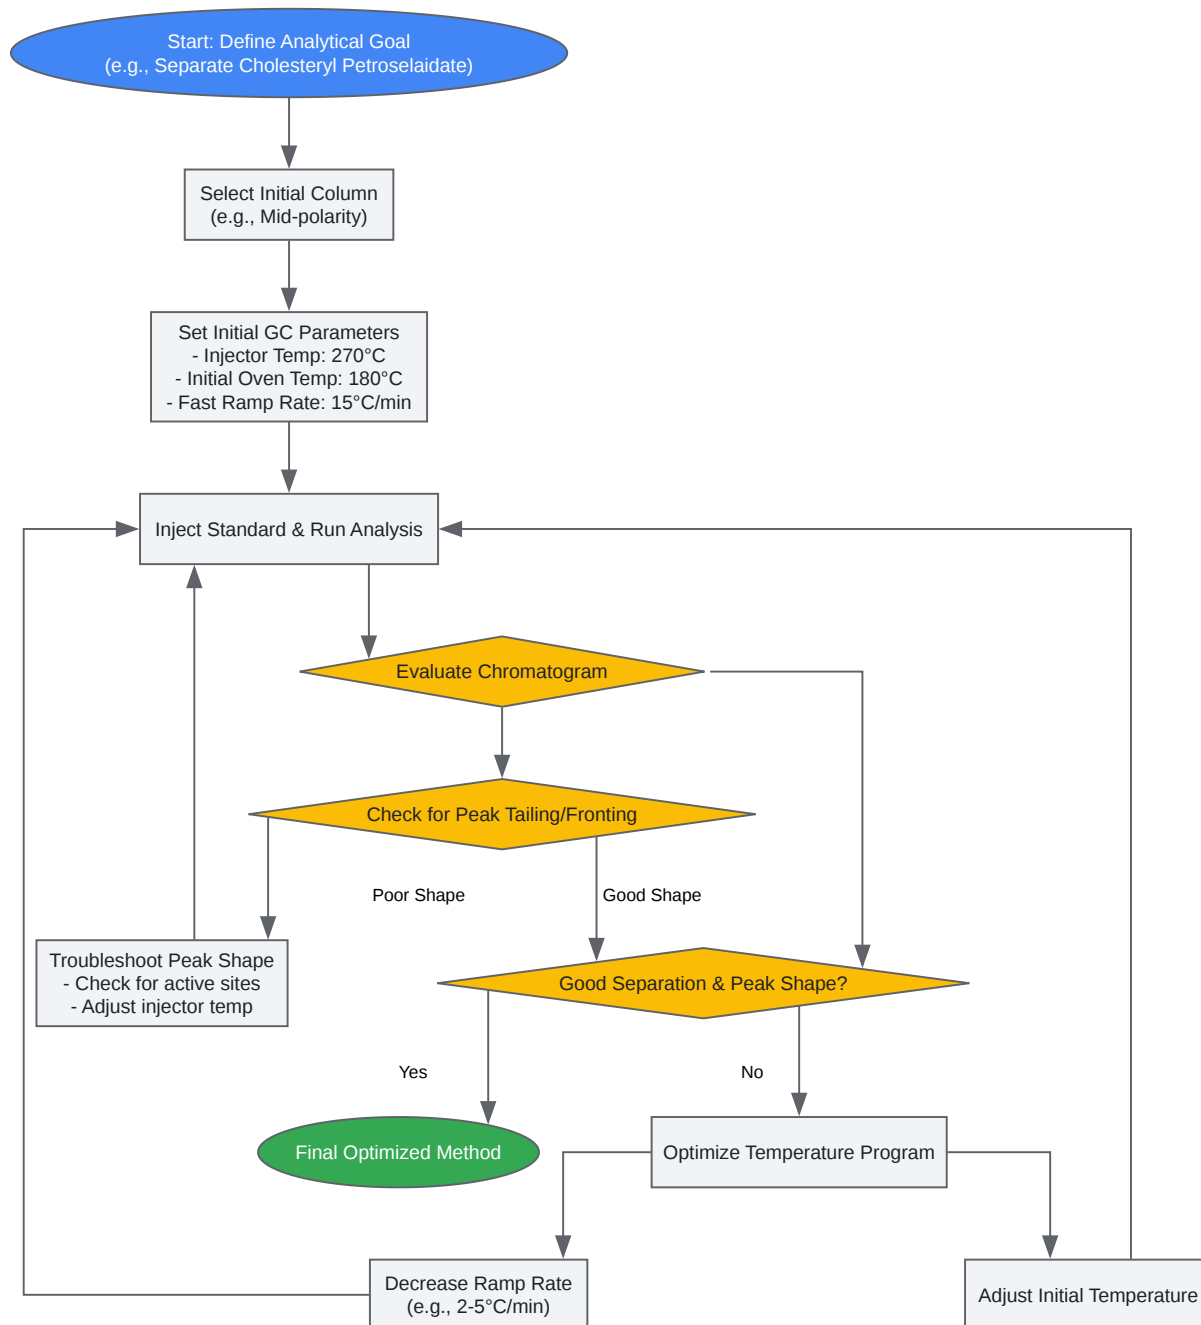 Start: Define Analytical Goal
(e.g., Separate Cholesteryl Petroselaidate)
Select Initial Column
(e.g., Mid-polarity)
Set Initial GC Parameters
- Injector Temp: 270°C
- Initial Oven Temp: 180°C
- Fast Ramp Rate: 15°C/min
Inject Standard & Run Analysis
Evaluate Chromatogram
Check for Peak Tailing/Fronting
Poor Shape
Good Shape
Troubleshoot Peak Shape
- Check for active sites
- Adjust injector temp
Good Separation & Peak Shape?
Yes
No
Final Optimized Method
Optimize Temperature Program
Decrease Ramp Rate
(e.g., 2-5°C/min)
Adjust Initial Temperature